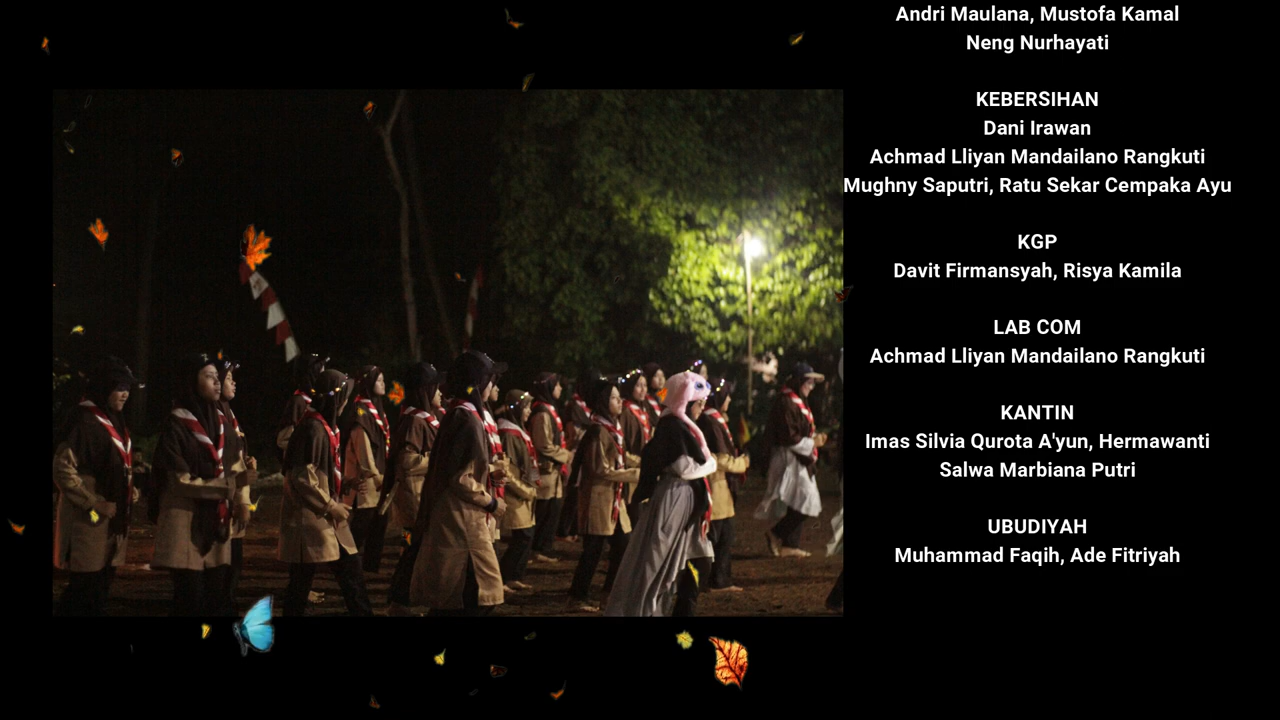 Andri Maulana, Mustofa Kamal
Neng Nurhayati
KEBERSIHAN
Dani Irawan
Achmad Lliyan Mandailano Rangkuti
Mughny Saputri, Ratu Sekar Cempaka Ayu
KGP
Davit Firmansyah, Risya Kamila
LAB COM
Achmad Lliyan Mandailano Rangkuti
KANTIN
Imas Silvia Qurota A'yun, Hermawanti
Salwa Marbiana Putri
UBUDIYAH
Muhammad Faqih, Ade Fitriyah